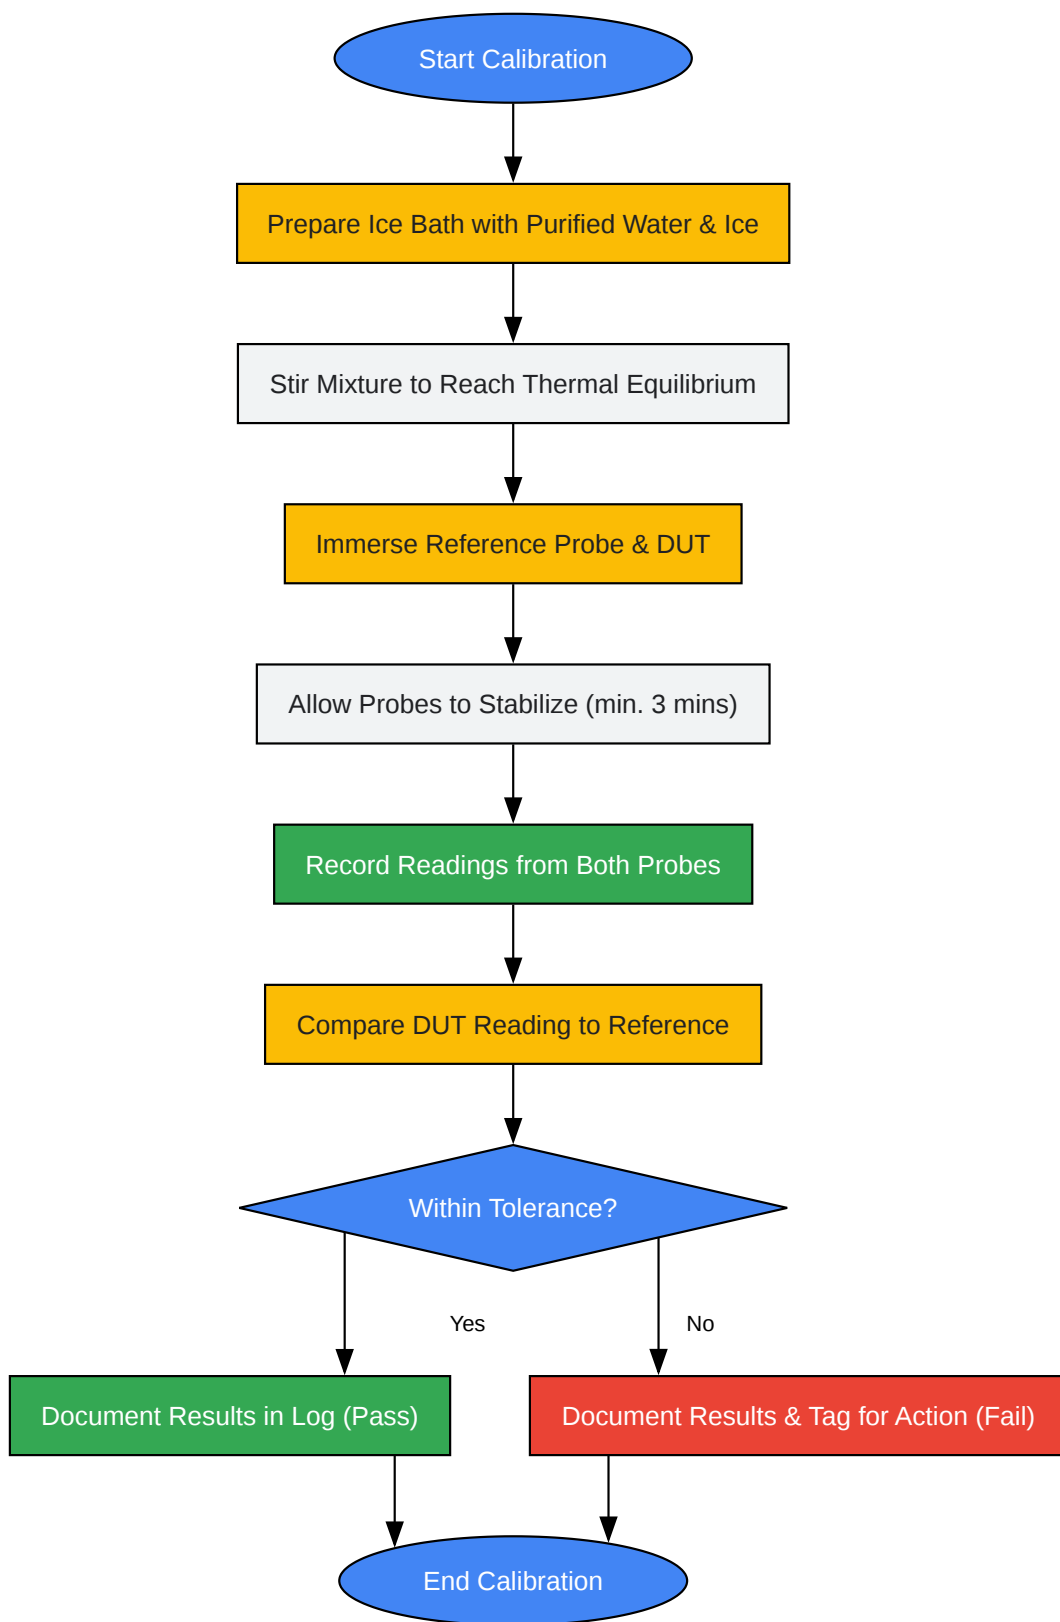 Start Calibration
Prepare Ice Bath with Purified Water & Ice
Stir Mixture to Reach Thermal Equilibrium
Immerse Reference Probe & DUT
Allow Probes to Stabilize (min. 3 mins)
Record Readings from Both Probes
Compare DUT Reading to Reference
Within Tolerance?
Yes
No
Document Results in Log (Pass)
Document Results & Tag for Action (Fail)
End Calibration